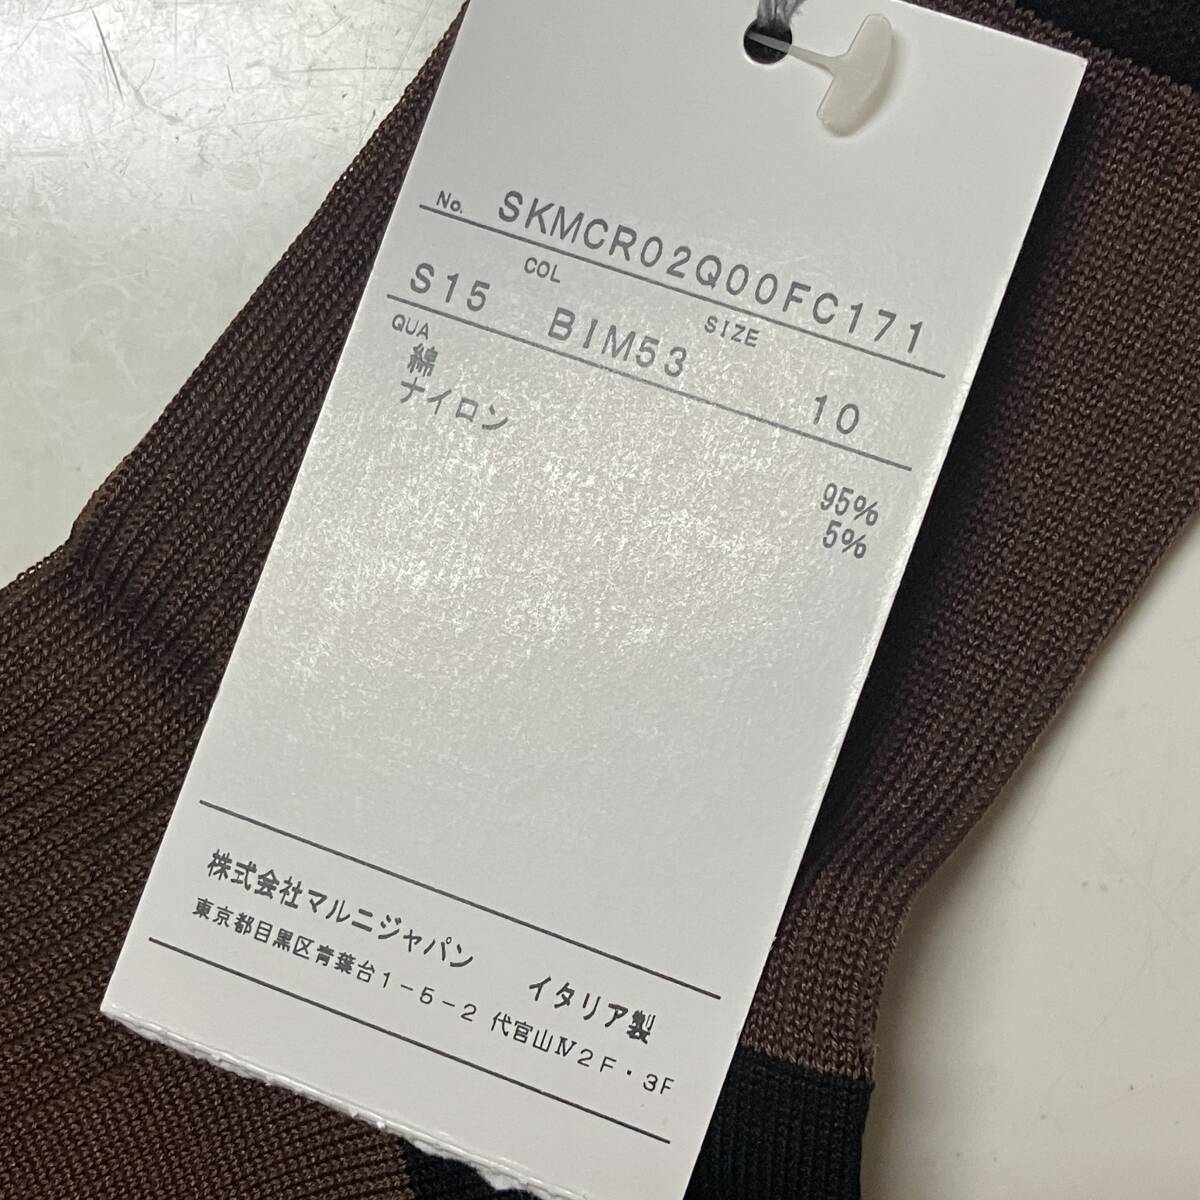 No. SKMCR02Q00FC171
COL SIZE
S15 BIM53 10
QUA
綿 95%
ナイロン 5%
株式会社マルニジャパン イタリア製
東京都目黒区青葉台1-5-2 代官山Ⅳ2F・3F